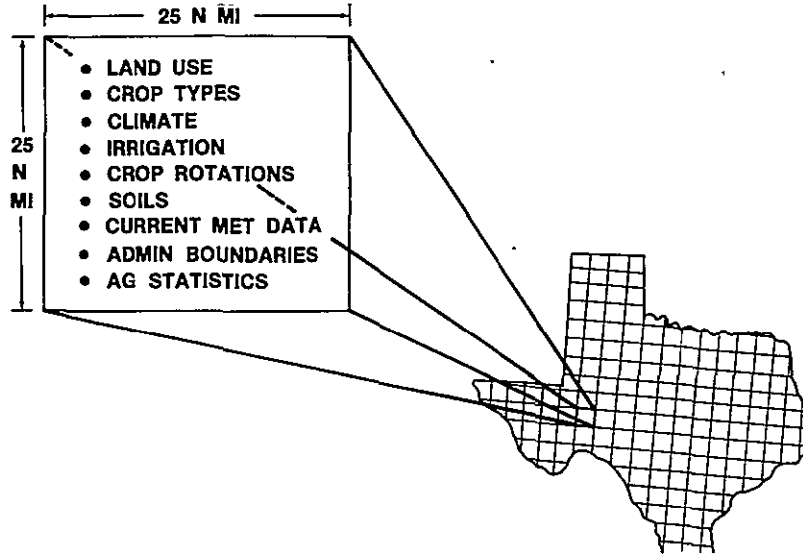 25 N MI
25
N
MI
• LAND USE
• CROP TYPES
• CLIMATE
• IRRIGATION
• CROP ROTATIONS
• SOILS
• CURRENT MET DATA
• ADMIN BOUNDARIES
• AG STATISTICS